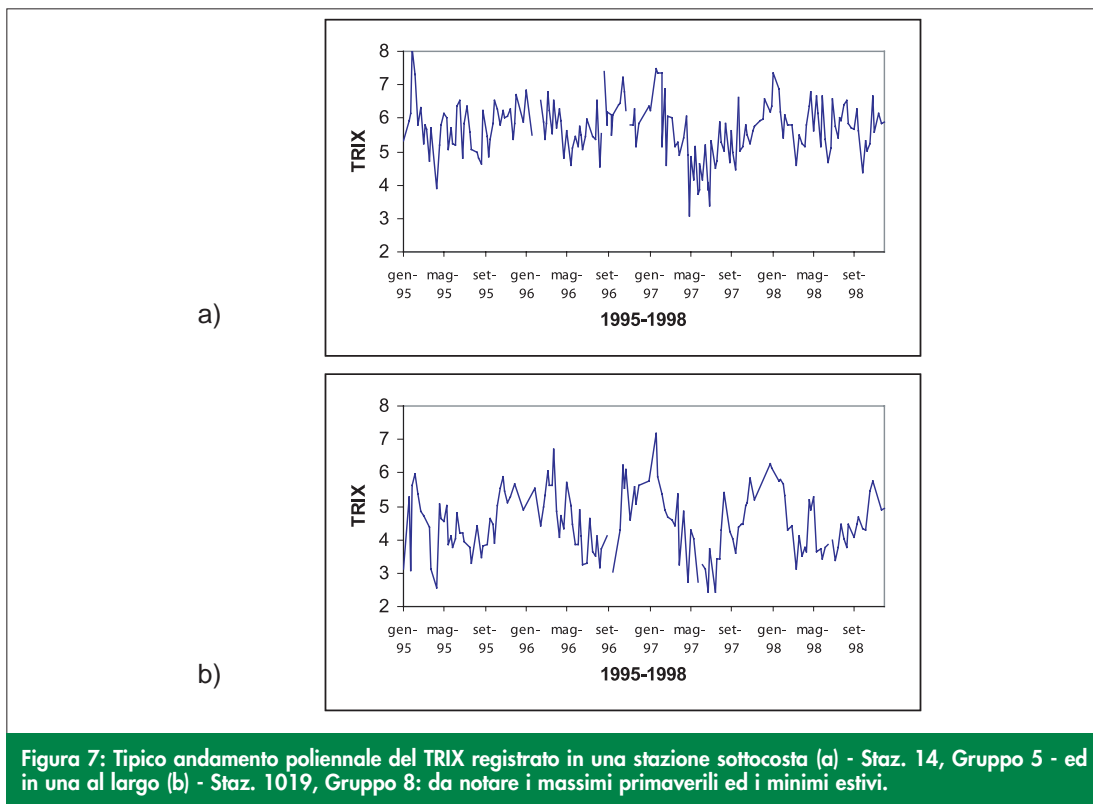 8
7
6
5
4
3
2
TRIX
gen- mag- set- gen- mag- set- gen- mag- set- gen- mag- set-
95 95 95 96 96 96 97 97 97 98 98 98
1995-1998
a)
8
7
6
5
4
3
2
TRIX
gen- mag- set- gen- mag- set- gen- mag- set- gen- mag- set-
95 95 95 96 96 96 97 97 97 98 98 98
1995-1998
b)
Figura 7: Tipico andamento poliennale del TRIX registrato in una stazione sottocosta (a) - Staz. 14, Gruppo 5 - ed
in una al largo (b) - Staz. 1019, Gruppo 8: da notare i massimi primaverili ed i minimi estivi.